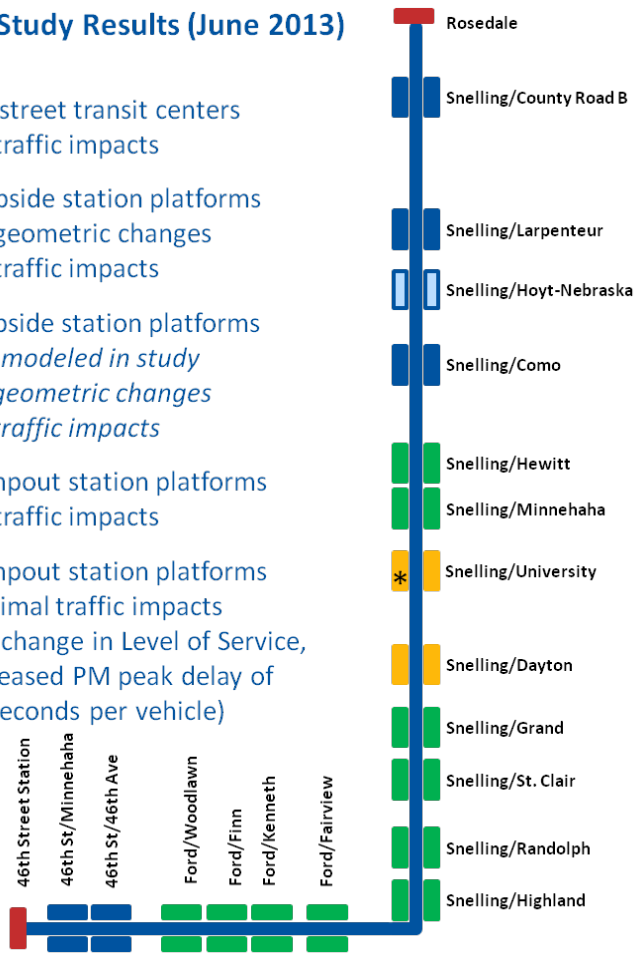 Study Results (June 2013)
street transit centers
traffic impacts
bside station platforms
geometric changes
traffic impacts
bside station platforms
modeled in study
geometric changes
traffic impacts
mpout station platforms
traffic impacts
mpout station platforms
imal traffic impacts
change in Level of Service,
eased PM peak delay of
econds per vehicle)
Rosedale
Snelling/County Road B
Snelling/Larpenteur
Snelling/Hoyt-Nebraska
Snelling/Como
Snelling/Hewitt
Snelling/Minnehaha
*
Snelling/University
Snelling/Dayton
Snelling/Grand
Snelling/St. Clair
Snelling/Randolph
Snelling/Highland
46th Street Station
46th St/Minnehaha
46th St/46th Ave
Ford/Woodlawn
Ford/Finn
Ford/Kenneth
Ford/Fairview